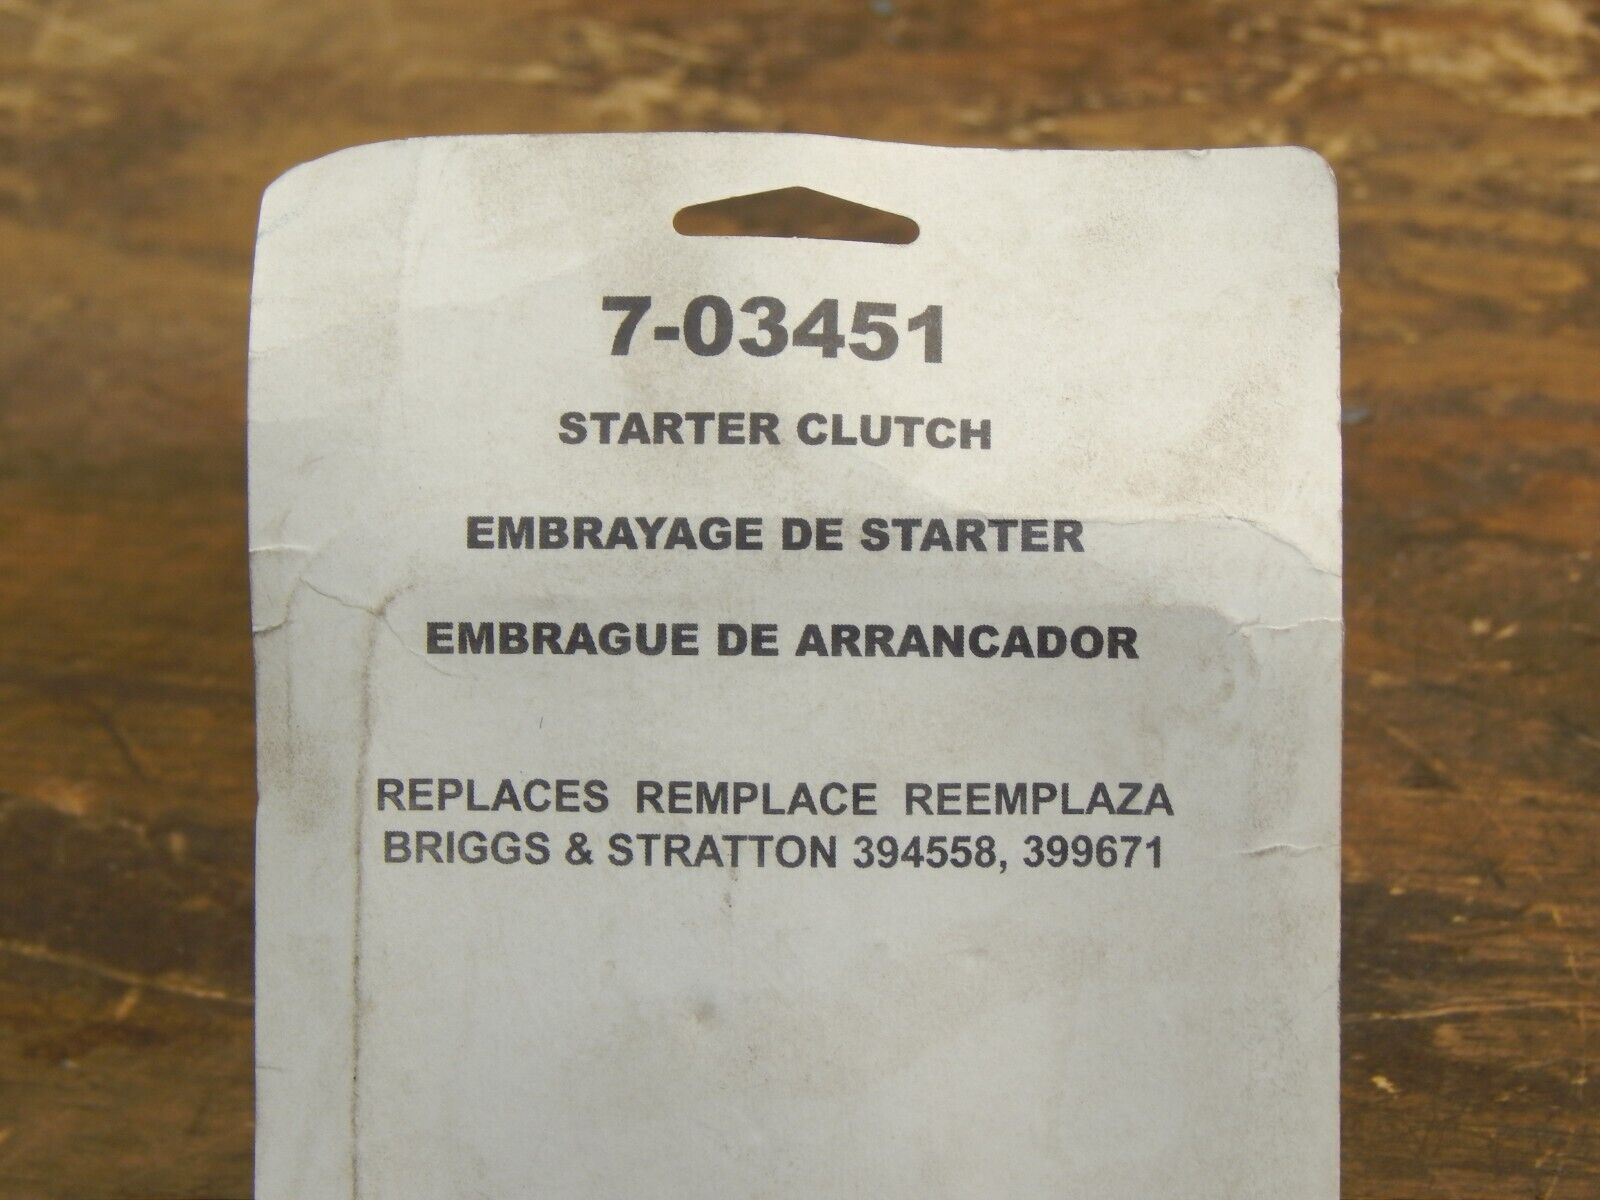 7-03451
STARTER CLUTCH
EMBRAYAGE DE STARTER
EMBRAGUE DE ARRANCADOR
REPLACES REMPLACE REEMPLAZA
BRIGGS & STRATTON 394558, 399671